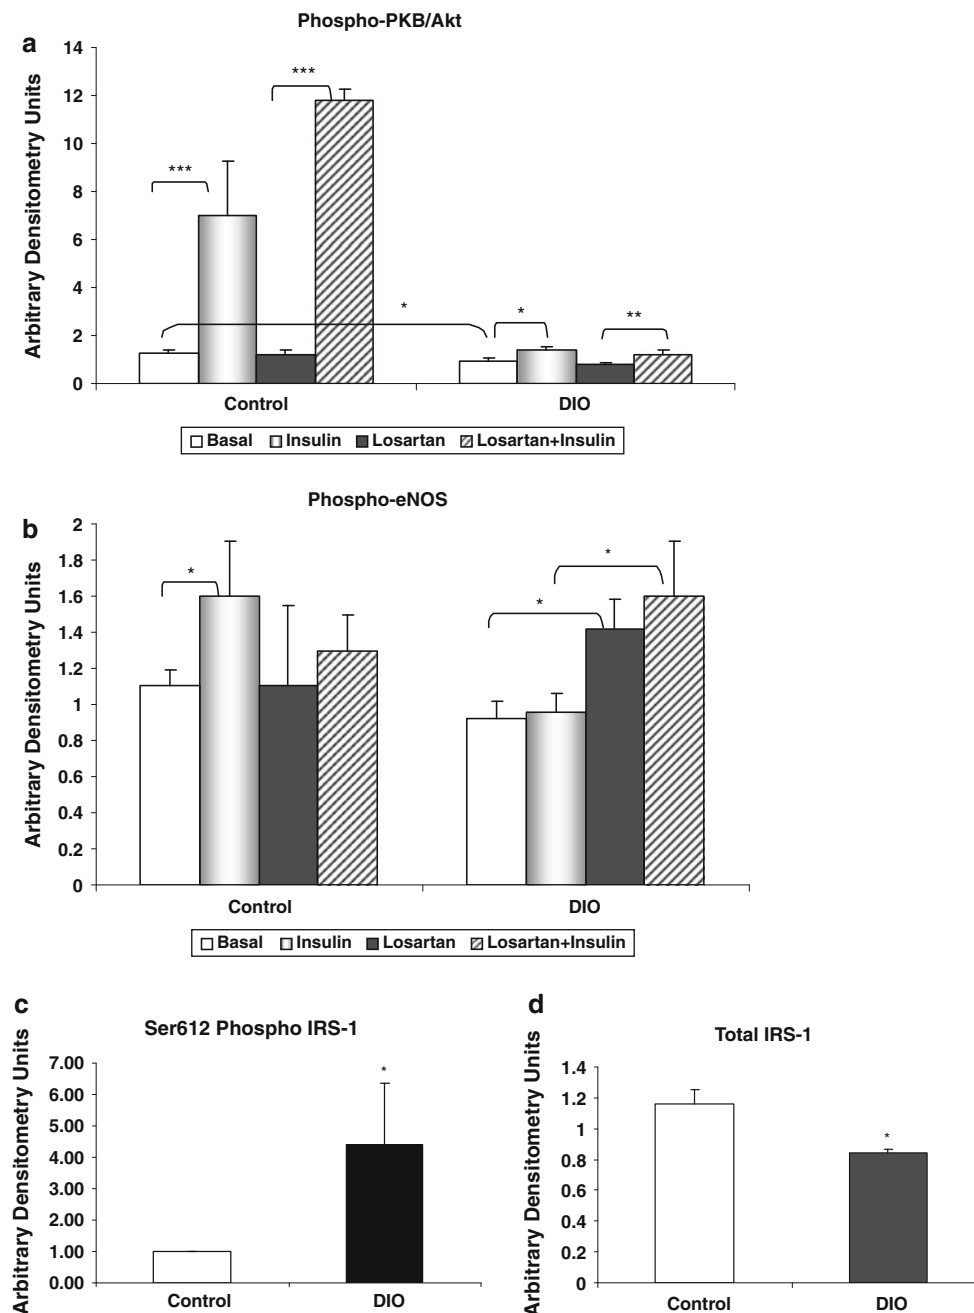 a
Phospho-PKB/Akt
Arbitrary Densitometry Units
14
12
10
8
6
4
2
0
***
***
*
*
**
Control
DIO
Basal Insulin Losartan Losartan+Insulin
b
Phospho-eNOS
Arbitrary Densitometry Units
2
1.8
1.6
1.4
1.2
1
0.8
0.6
0.4
0.2
0
*
*
*
Control
DIO
Basal Insulin Losartan Losartan+Insulin
c
Ser612 Phospho IRS-1
Arbitrary Densitometry Units
7.00
6.00
5.00
4.00
3.00
2.00
1.00
0.00
*
Control
DIO
d
Total IRS-1
Arbitrary Densitometry Units
1.4
1.2
1
0.8
0.6
0.4
0.2
0
*
Control
DIO